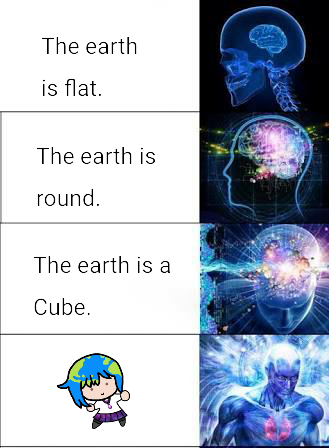 The earth
is flat.
The earth is
round.
The earth is a
Cube.